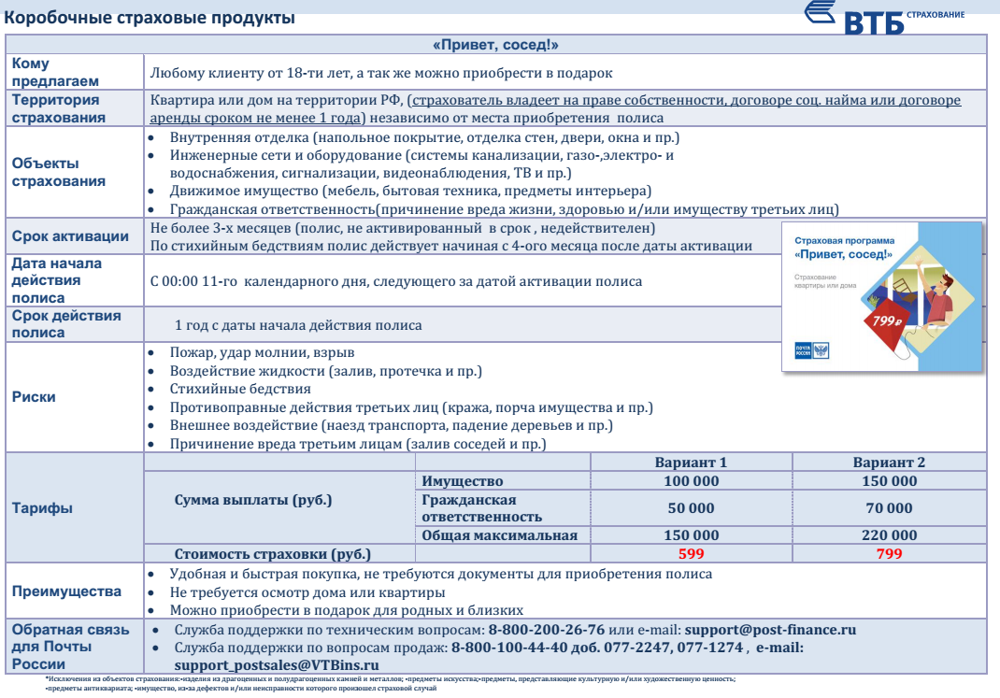 Коробочные страховые продукты
ВТБ СТРАХОВАНИЕ
«Привет, сосед!»
Кому
предлагаем
Любому клиенту от 18-ти лет, а так же можно приобрести в подарок
Территория
страхования
Квартира или дом на территории РФ, (страхователь владеет на праве собственности, договоре соц. найма или договоре
аренды сроком не менее 1 года) независимо от места приобретения полиса
Объекты
страхования
• Внутренняя отделка (напольное покрытие, отделка стен, двери, окна и пр.)
• Инженерные сети и оборудование (системы канализации, газо-,электро- и
водоснабжения, сигнализации, видеонаблюдения, ТВ и пр.)
• Движимое имущество (мебель, бытовая техника, предметы интерьера)
• Гражданская ответственность(причинение вреда жизни, здоровью и/или имуществу третьих лиц)
Срок активации
Не более 3-х месяцев (полис, не активированный в срок , недействителен)
По стихийным бедствиям полис действует начиная с 4-ого месяца после даты активации
Дата начала
действия
полиса
С 00:00 11-го календарного дня, следующего за датой активации полиса
Срок действия
полиса
1 год с даты начала действия полиса
Страховая программа
«Привет, сосед!»
Страхование
квартиры или дома
799₽
ПОЧТА
РОССИИ
Риски
• Пожар, удар молнии, взрыв
• Воздействие жидкости (залив, протечка и пр.)
• Стихийные бедствия
• Противоправные действия третьих лиц (кража, порча имущества и пр.)
• Внешнее воздействие (наезд транспорта, падение деревьев и пр.)
• Причинение вреда третьим лицам (залив соседей и пр.)
Тарифы
Вариант 1 Вариант 2
Сумма выплаты (руб.)
Имущество 100 000 150 000
Гражданская
ответственность 50 000 70 000
Общая максимальная 150 000 220 000
Стоимость страховки (руб.) 599 799
Преимущества
• Удобная и быстрая покупка, не требуются документы для приобретения полиса
• Не требуется осмотр дома или квартиры
• Можно приобрести в подарок для родных и близких
Обратная связь
для Почты
России
• Служба поддержки по техническим вопросам: 8-800-200-26-76 или e-mail: support@post-finance.ru
• Служба поддержки по вопросам продаж: 8-800-100-44-40 доб. 077-2247, 077-1274 , e-mail:
support_postsales@VTBins.ru
*Исключения из объектов страхования:•изделия из драгоценных и полудрагоценных камней и металлов; •предметы искусства;•предметы, представляющие культурную и/или художественную ценность;
•предметы антиквариата; •имущество, из-за дефектов и/или неисправности которого произошел страховой случай